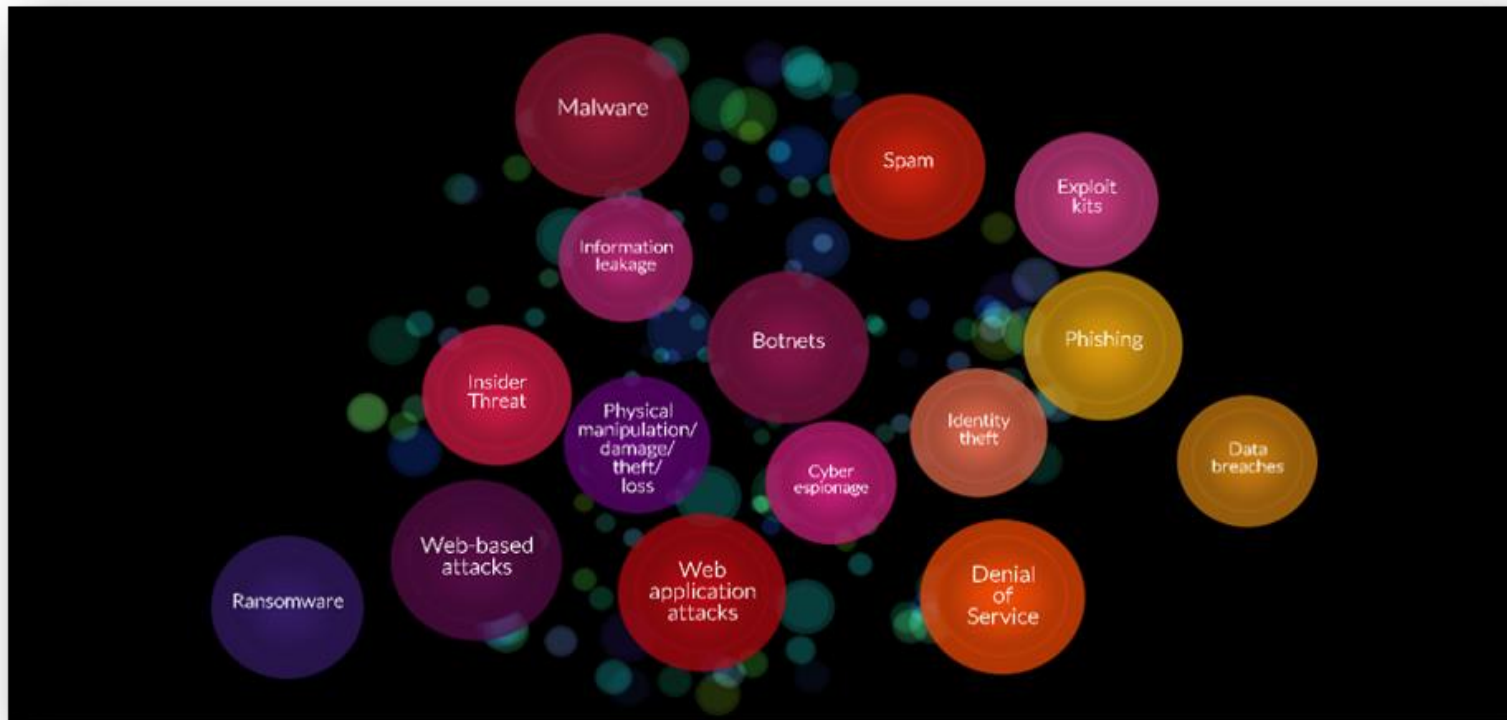 Malware
Spam
Exploit
kits
Information
leakage
Botnets
Phishing
Insider
Threat
Physical
manipulation/
damage/
theft/
loss
Identity
theft
Cyber
espionage
Data
breaches
Web-based
attacks
Ransomware
Web
application
attacks
Denial
of
Service